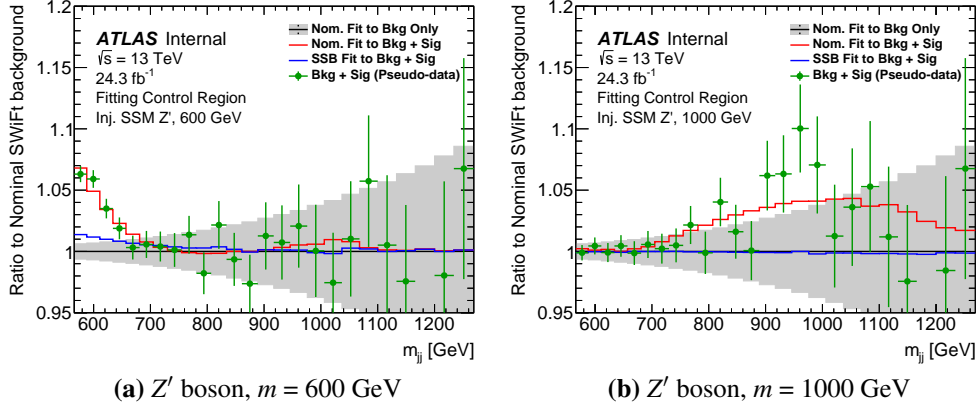 Ratio to Nominal SWiFt background
ATLAS Internal
√s = 13 TeV
24.3 fb⁻¹
Fitting Control Region
Inj. SSM Z', 600 GeV
Nom. Fit to Bkg Only
Nom. Fit to Bkg + Sig
SSB Fit to Bkg + Sig
Bkg + Sig (Pseudo-data)
1.2
1.15
1.1
1.05
1
0.95
600 700 800 900 1000 1100 1200
m_jj [GeV]
(a) Z′ boson, m = 600 GeV
Ratio to Nominal SWiFt background
ATLAS Internal
√s = 13 TeV
24.3 fb⁻¹
Fitting Control Region
Inj. SSM Z', 1000 GeV
Nom. Fit to Bkg Only
Nom. Fit to Bkg + Sig
SSB Fit to Bkg + Sig
Bkg + Sig (Pseudo-data)
1.2
1.15
1.1
1.05
1
0.95
600 700 800 900 1000 1100 1200
m_jj [GeV]
(b) Z′ boson, m = 1000 GeV